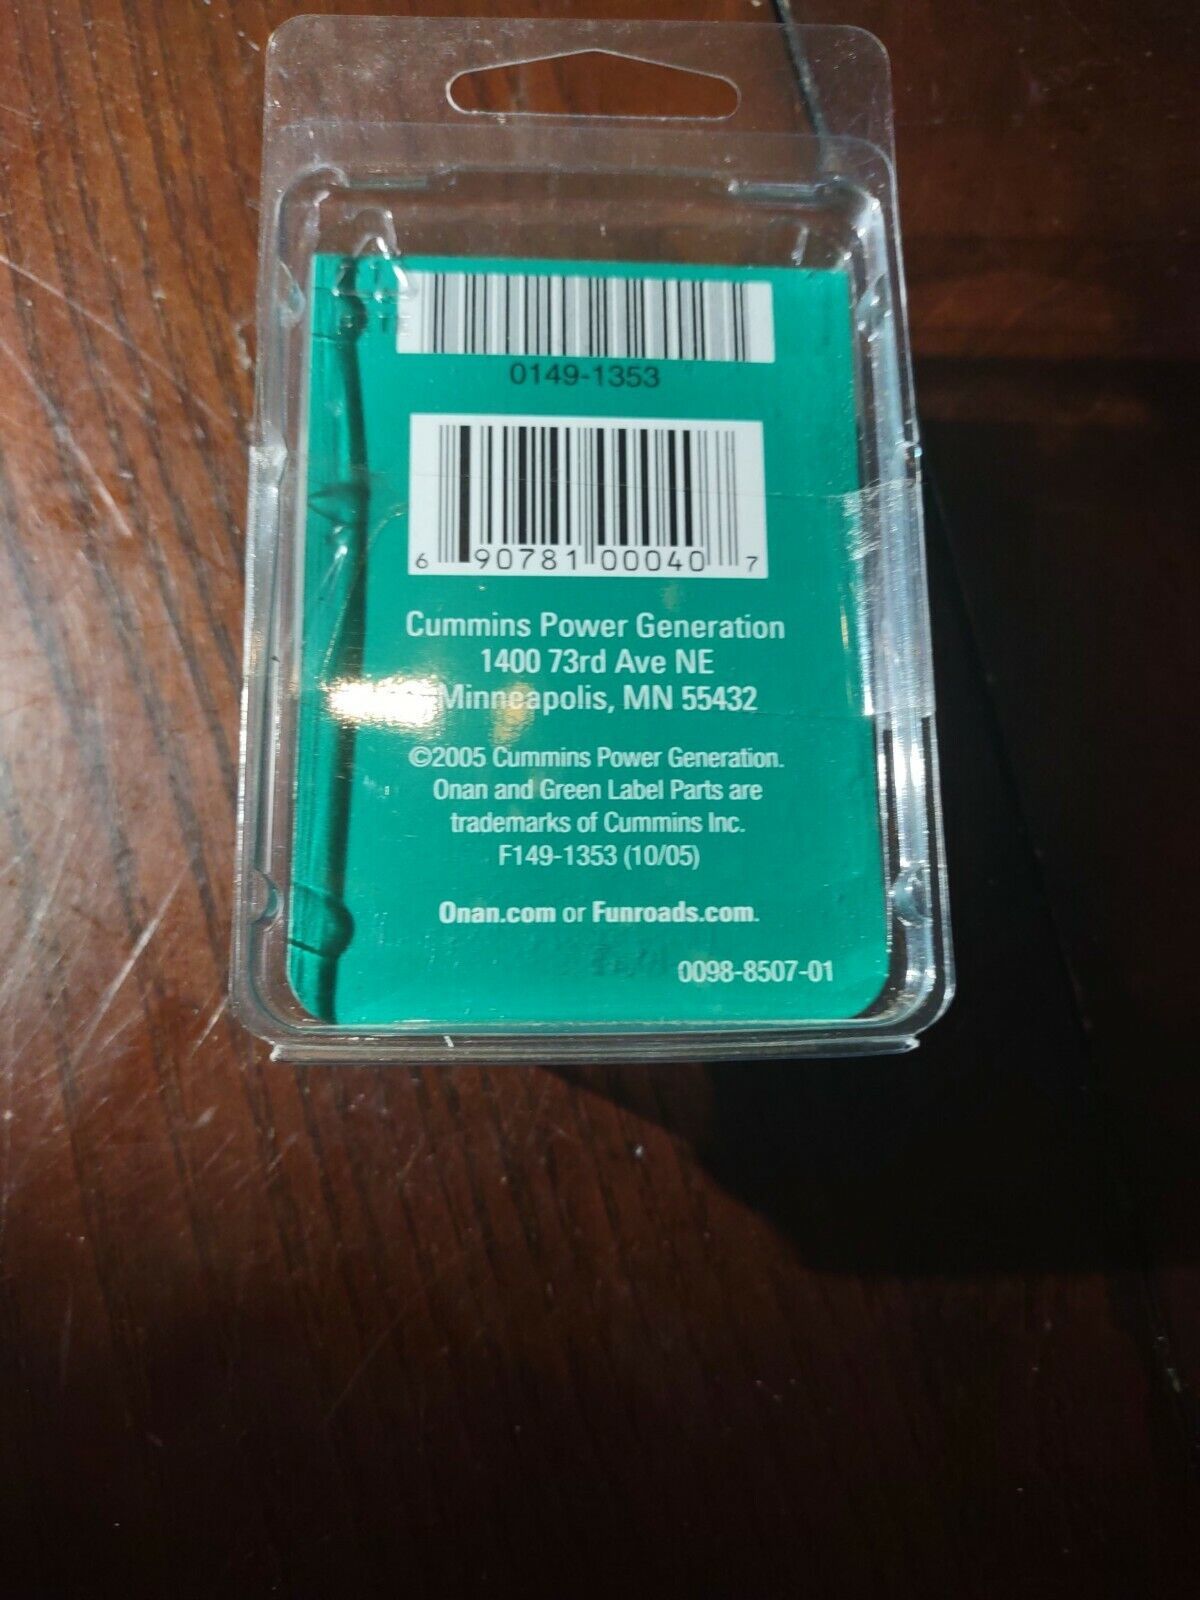 0149-1353
6 90781 00040 7
Cummins Power Generation
1400 73rd Ave NE
Minneapolis, MN 55432
©2005 Cummins Power Generation.
Onan and Green Label Parts are
trademarks of Cummins Inc.
F149-1353 (10/05)
Onan.com or Funroads.com.
0098-8507-01